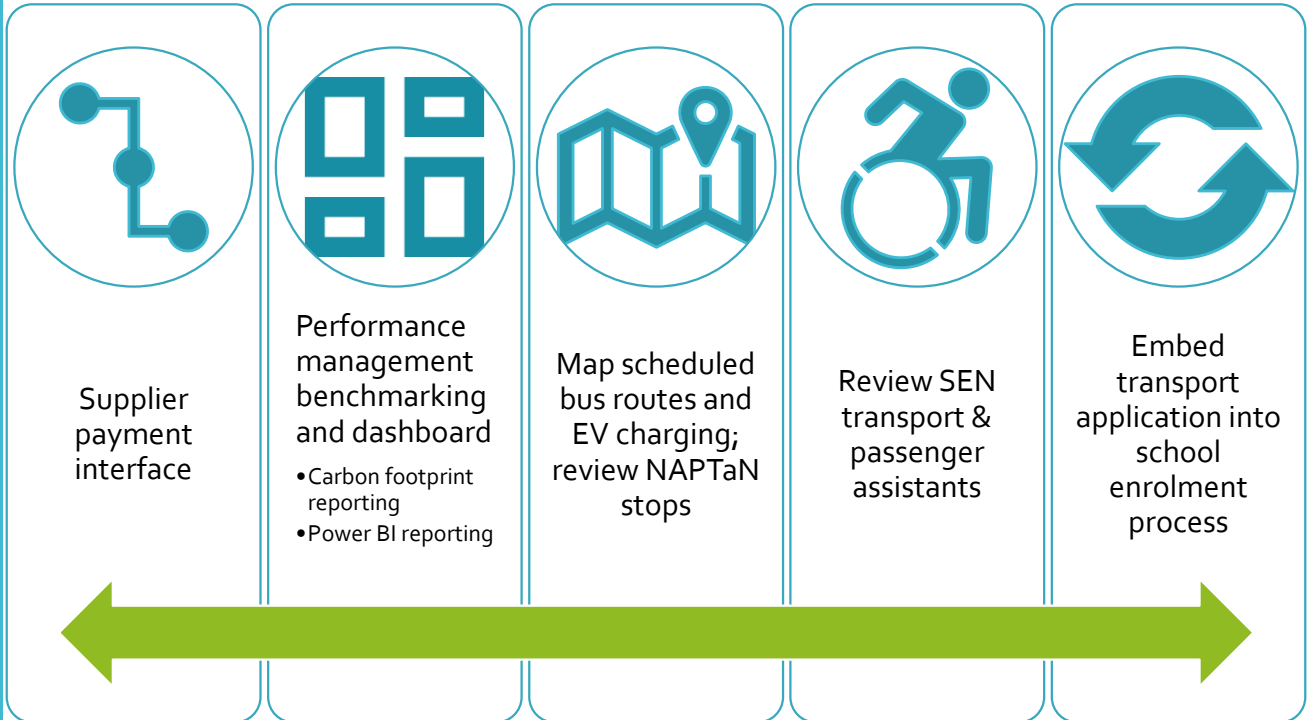 Supplier
payment
interface
Performance
management
benchmarking
and dashboard
•Carbon footprint
reporting
•Power BI reporting
Map scheduled
bus routes and
EV charging;
review NAPTaN
stops
Review SEN
transport &
passenger
assistants
Embed
transport
application into
school
enrolment
process